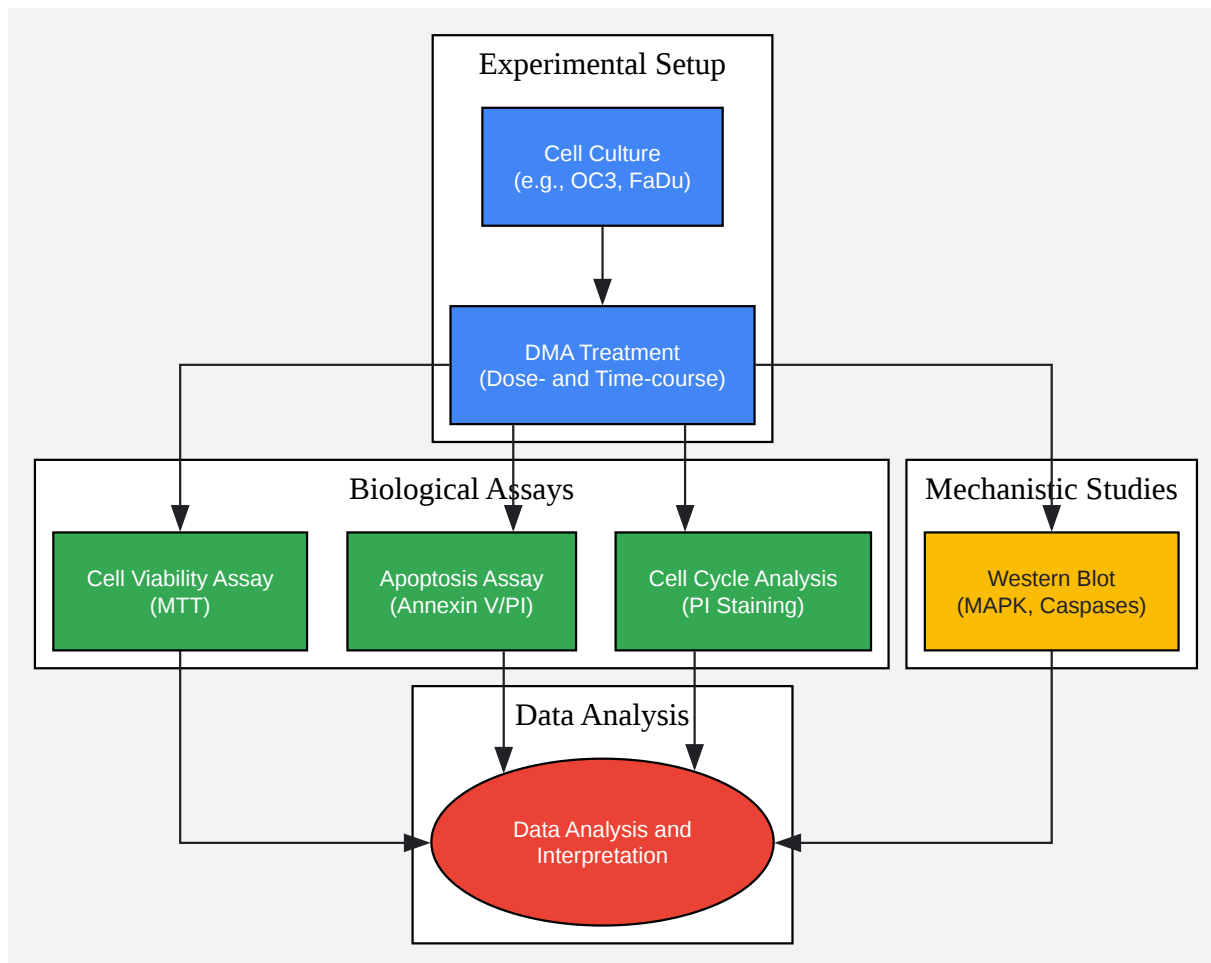 Experimental Setup
Cell Culture
(e.g., OC3, FaDu)
DMA Treatment
(Dose- and Time-course)
Biological Assays
Mechanistic Studies
Cell Viability Assay
(MTT)
Apoptosis Assay
(Annexin V/PI)
Cell Cycle Analysis
(PI Staining)
Western Blot
(MAPK, Caspases)
Data Analysis
Data Analysis and
Interpretation